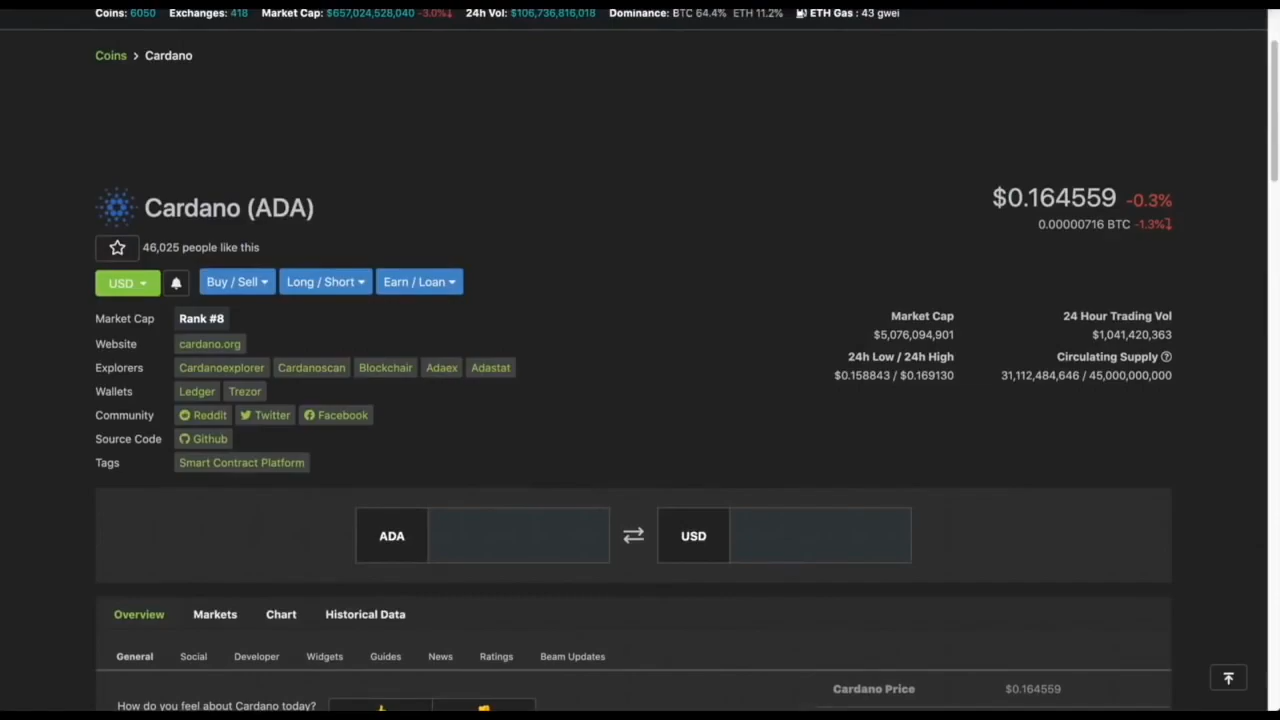 Coins: 6050 Exchanges: 418 Market Cap: $657,024,528,040 -3.0% 24h Vol: $106,736,816,018 Dominance: BTC 64.4% ETH 11.2% ETH Gas : 43 gwei
Coins > Cardano
Cardano (ADA)
$0.164559 -0.3%
0.00000716 BTC -1.3%
46,025 people like this
USD Buy / Sell Long / Short Earn / Loan
Market Cap Rank #8
Website cardano.org
Explorers Cardanoexplorer Cardanoscan Blockchair Adaex Adastat
Wallets Ledger Trezor
Community Reddit Twitter Facebook
Source Code Github
Tags Smart Contract Platform
Market Cap 24 Hour Trading Vol
$5,076,094,901 $1,041,420,363
24h Low / 24h High Circulating Supply
$0.158843 / $0.169130 31,112,484,646 / 45,000,000,000
ADA USD
Overview Markets Chart Historical Data
General Social Developer Widgets Guides News Ratings Beam Updates
Cardano Price $0.164559
How do you feel about Cardano today?